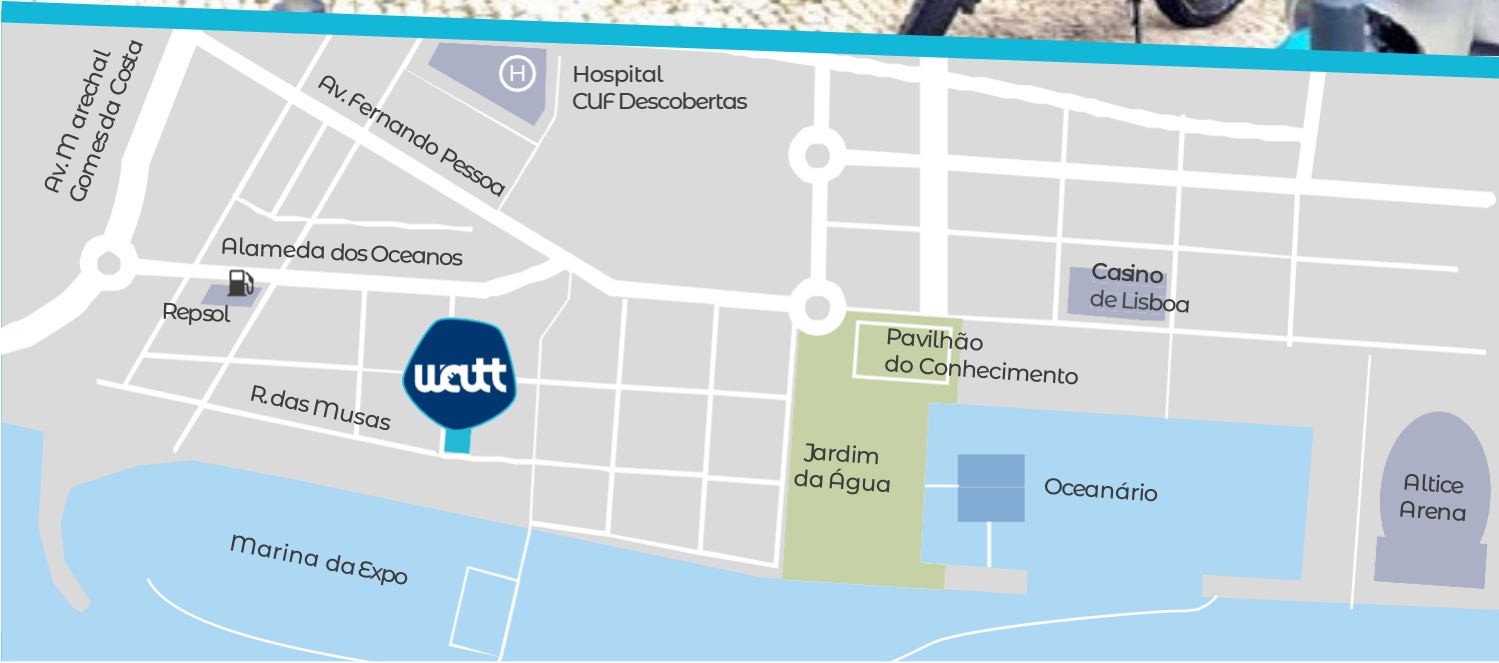 Av. Marechal
Gomes da Costa
Av. Fernando Pessoa
H
Hospital
CUF Descobertas
Alameda dos Oceanos
Repsol
watt
R. das Musas
Casino
de Lisboa
Pavilhão
do Conhecimento
Jardim
da Água
Oceanário
Altice
Arena
Marina da Expo